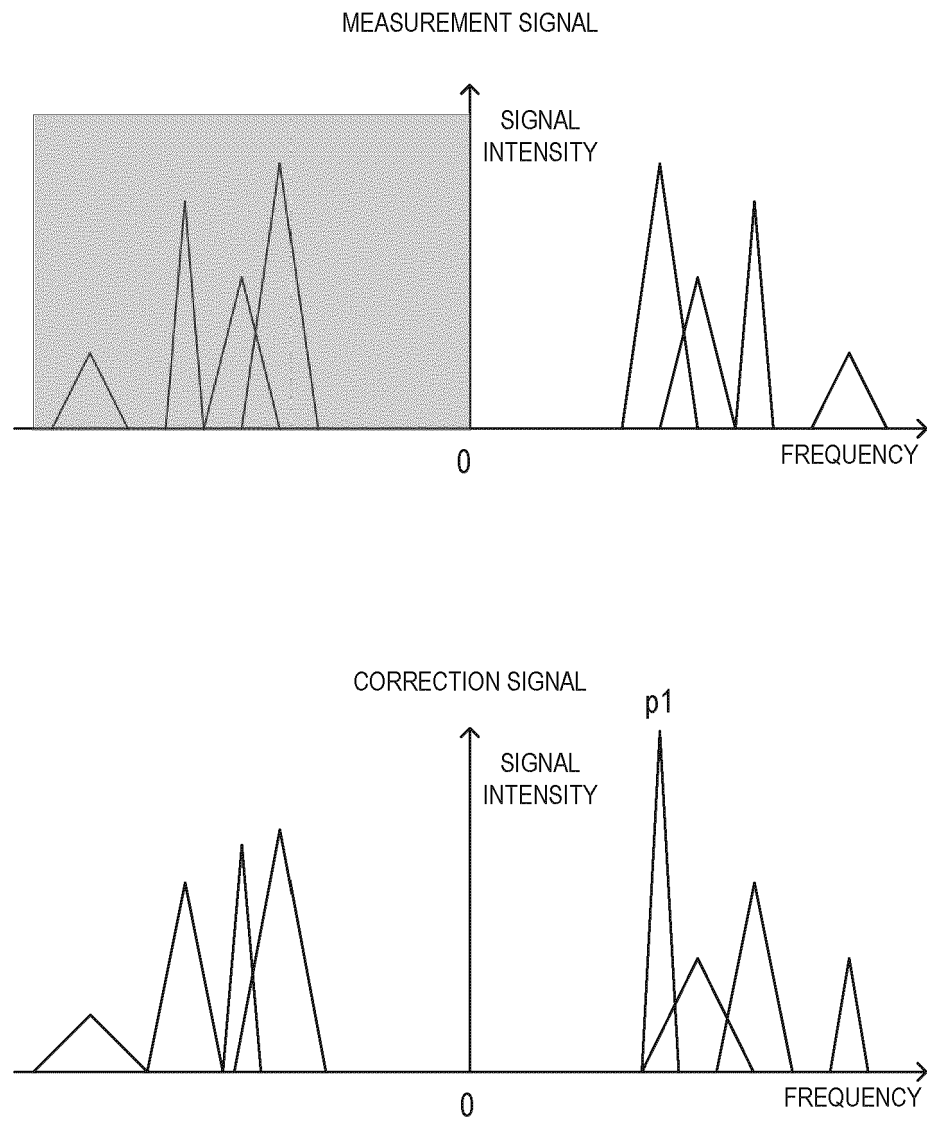 MEASUREMENT SIGNAL
SIGNAL
INTENSITY
0
FREQUENCY
CORRECTION SIGNAL
p1
SIGNAL
INTENSITY
0
FREQUENCY